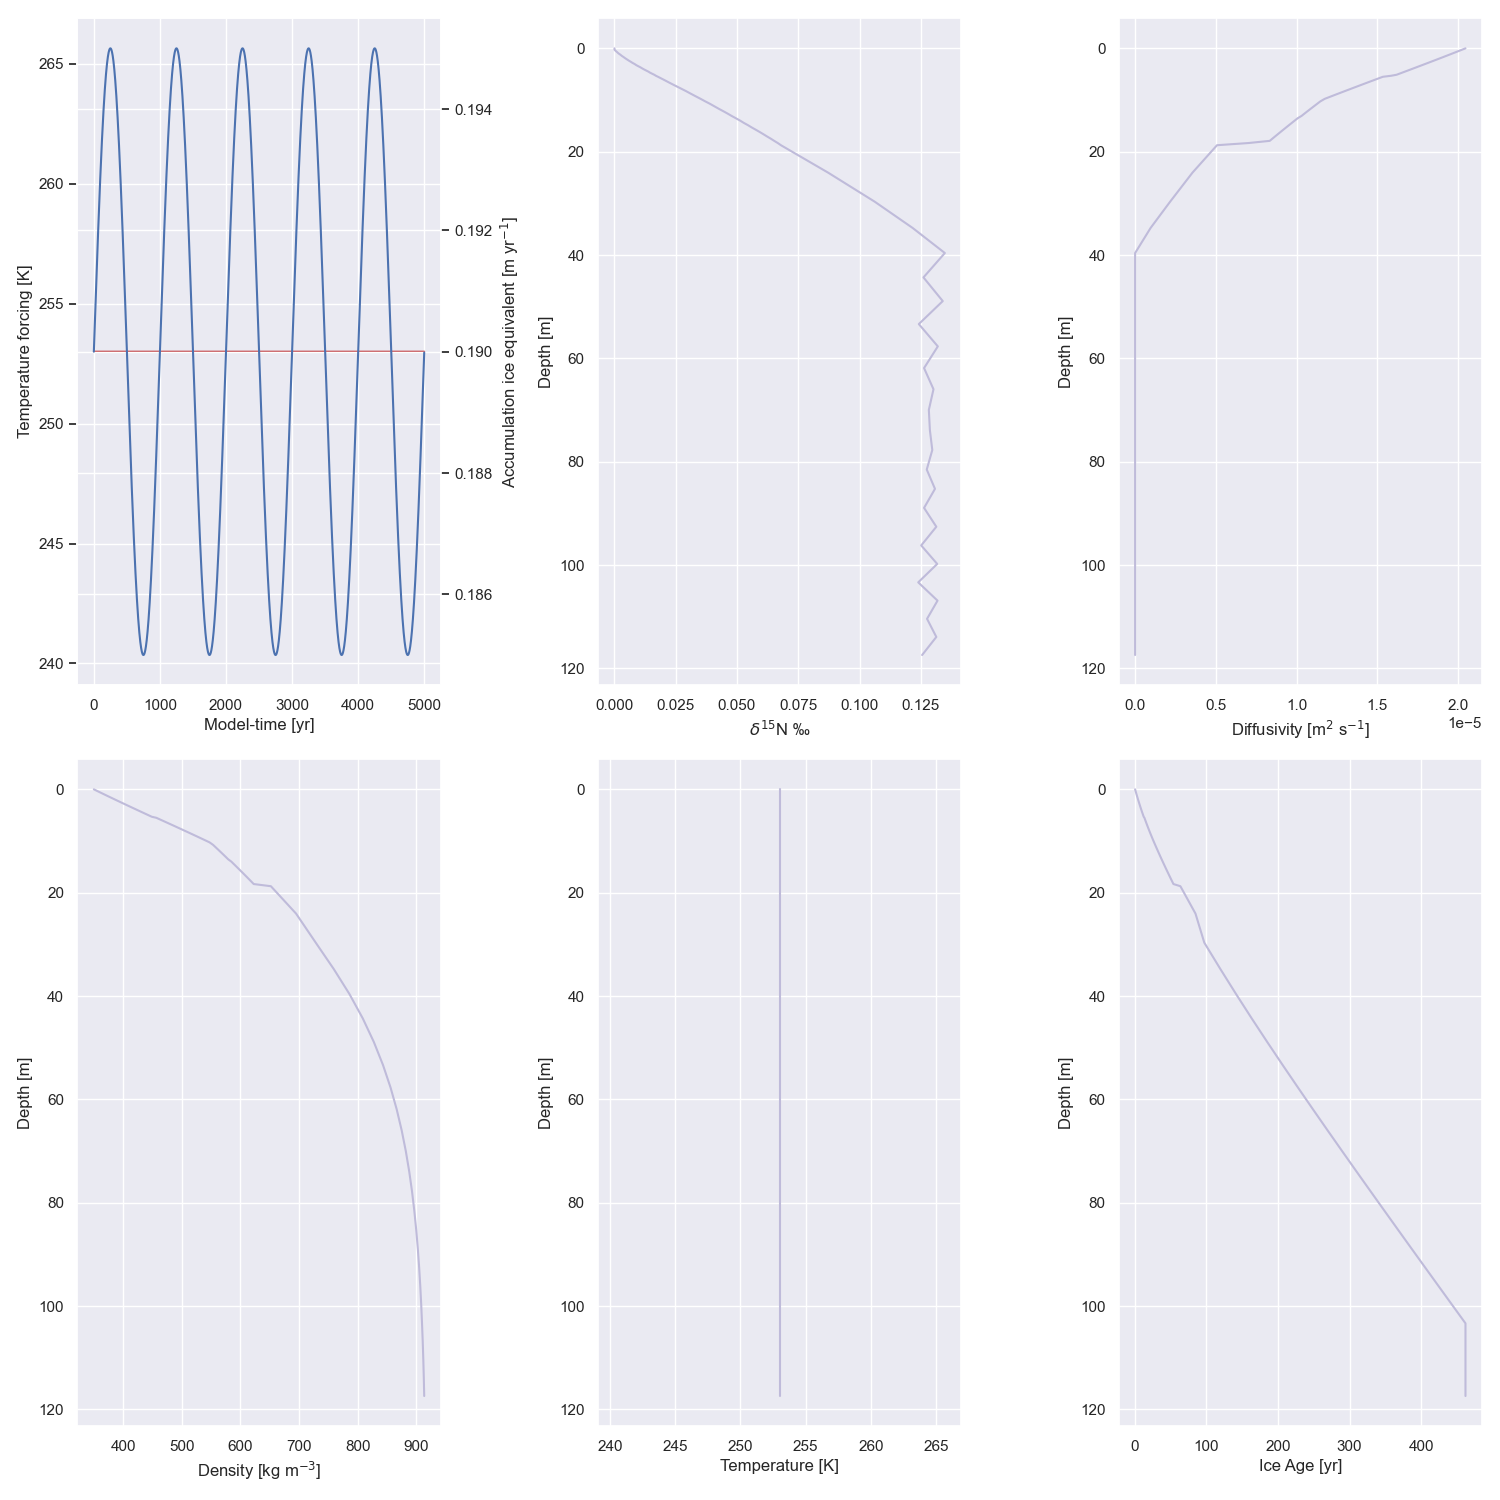 265
260
255
250
245
240
Temperature forcing [K]
0.194
0.192
0.190
0.188
0.186
Accumulation ice equivalent [m yr⁻¹]
0 1000 2000 3000 4000 5000
Model-time [yr]
0
20
40
60
80
100
120
Depth [m]
0.000 0.025 0.050 0.075 0.100 0.125
δ¹⁵N ‰
0
20
40
60
80
100
120
Depth [m]
0.0 0.5 1.0 1.5 2.0
1e−5
Diffusivity [m² s⁻¹]
0
20
40
60
80
100
120
Depth [m]
400 500 600 700 800 900
Density [kg m⁻³]
0
20
40
60
80
100
120
Depth [m]
240 245 250 255 260 265
Temperature [K]
0
20
40
60
80
100
120
Depth [m]
0 100 200 300 400
Ice Age [yr]